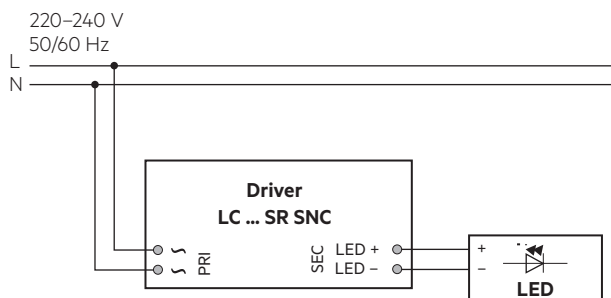 220–240 V
50/60 Hz
L
N
Driver
LC ... SR SNC
~ PRI SEC LED + +
~ LED – –
LED